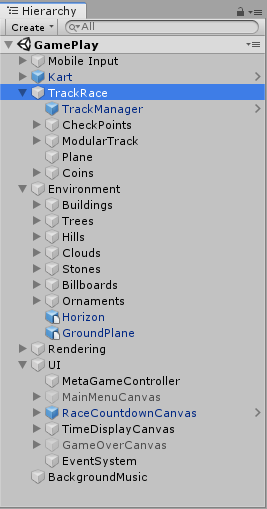 Hierarchy
Create All
GamePlay
Mobile Input
Kart
TrackRace
TrackManager
CheckPoints
ModularTrack
Plane
Coins
Environment
Buildings
Trees
Hills
Clouds
Stones
Billboards
Ornaments
Horizon
GroundPlane
Rendering
UI
MetaGameController
MainMenuCanvas
RaceCountdownCanvas
TimeDisplayCanvas
GameOverCanvas
EventSystem
BackgroundMusic